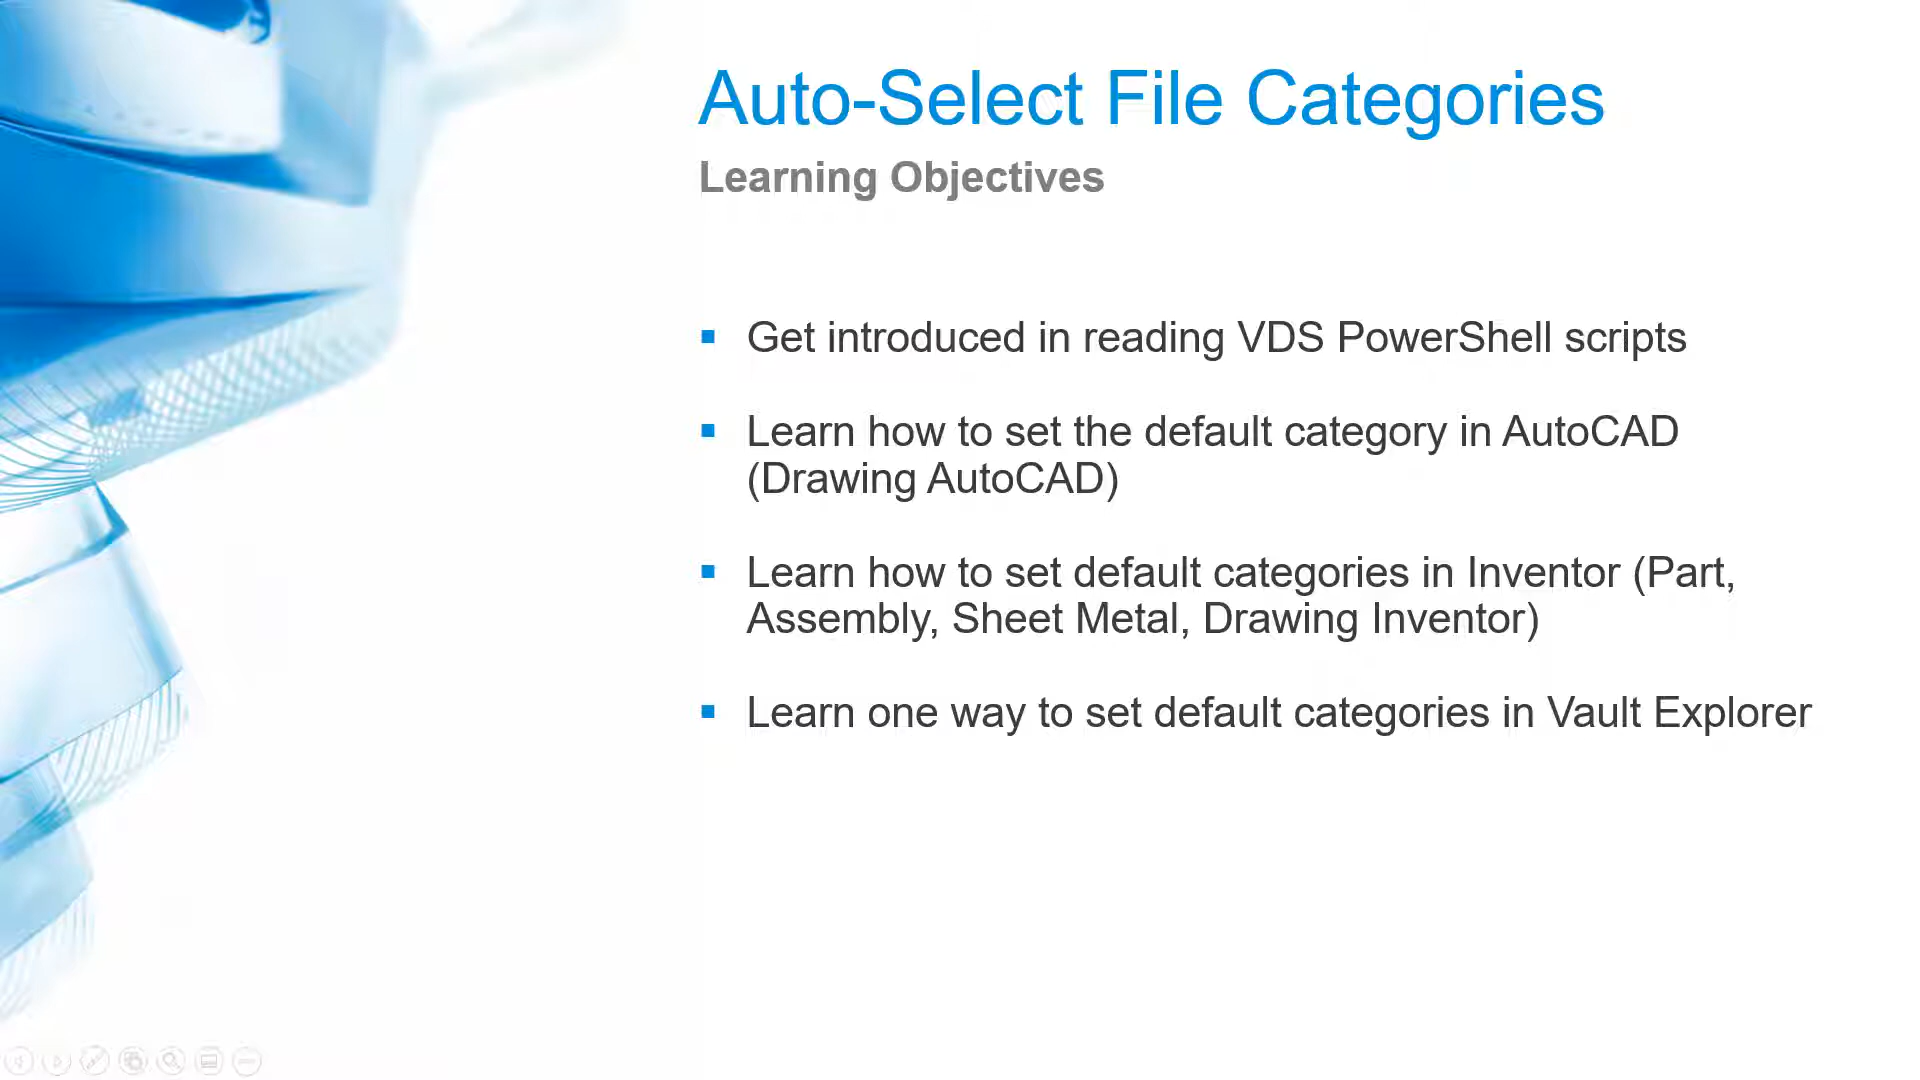 Auto-Select File Categories
Learning Objectives
Get introduced in reading VDS PowerShell scripts
Learn how to set the default category in AutoCAD
(Drawing AutoCAD)
Learn how to set default categories in Inventor (Part,
Assembly, Sheet Metal, Drawing Inventor)
Learn one way to set default categories in Vault Explorer